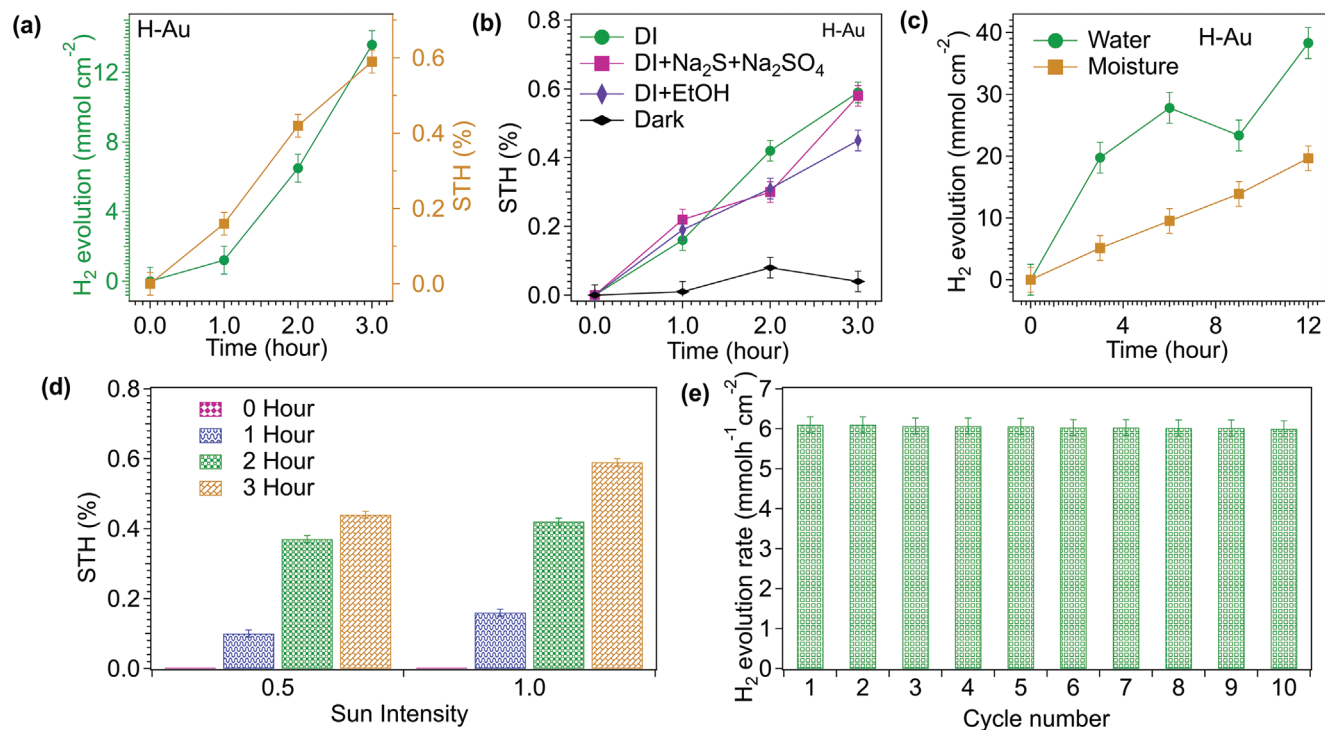 (a)
H-Au
H₂ evolution (mmol cm⁻²)
12
8
4
0
0.6
0.4
0.2
0.0
STH (%)
0.0 1.0 2.0 3.0
Time (hour)
(b)
H-Au
DI
DI+Na₂S+Na₂SO₄
DI+EtOH
Dark
STH (%)
0.8
0.6
0.4
0.2
0.0
0.0 1.0 2.0 3.0
Time (hour)
(c)
Water H-Au
Moisture
H₂ evolution (mmol cm⁻²)
40
30
20
10
0
0 4 8 12
Time (hour)
(d)
0 Hour
1 Hour
2 Hour
3 Hour
STH (%)
0.8
0.6
0.4
0.2
0.0
0.5 1.0
Sun Intensity
(e)
H₂ evolution rate (mmolh⁻¹cm⁻²)
7
6
5
4
3
2
1
0
1 2 3 4 5 6 7 8 9 10
Cycle number